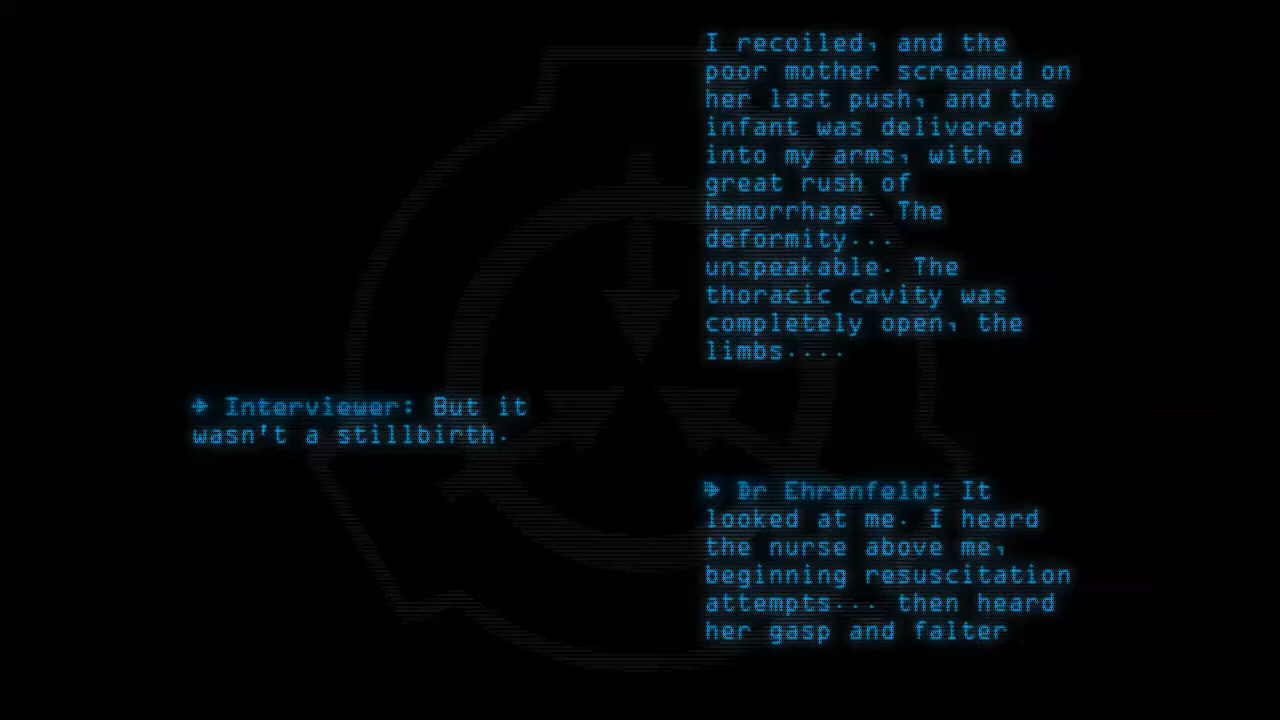 I recoiled, and the
poor mother screamed on
her last push, and the
infant was delivered
into my arms, with a
great rush of
hemorrhage. The
deformity...
unspeakable. The
thoracic cavity was
completely open, the
limbs....
→ Interviewer: But it
wasn't a stillbirth.
→ Dr Ehrenfeld: It
looked at me. I heard
the nurse above me,
beginning resuscitation
attempts... then heard
her gasp and falter